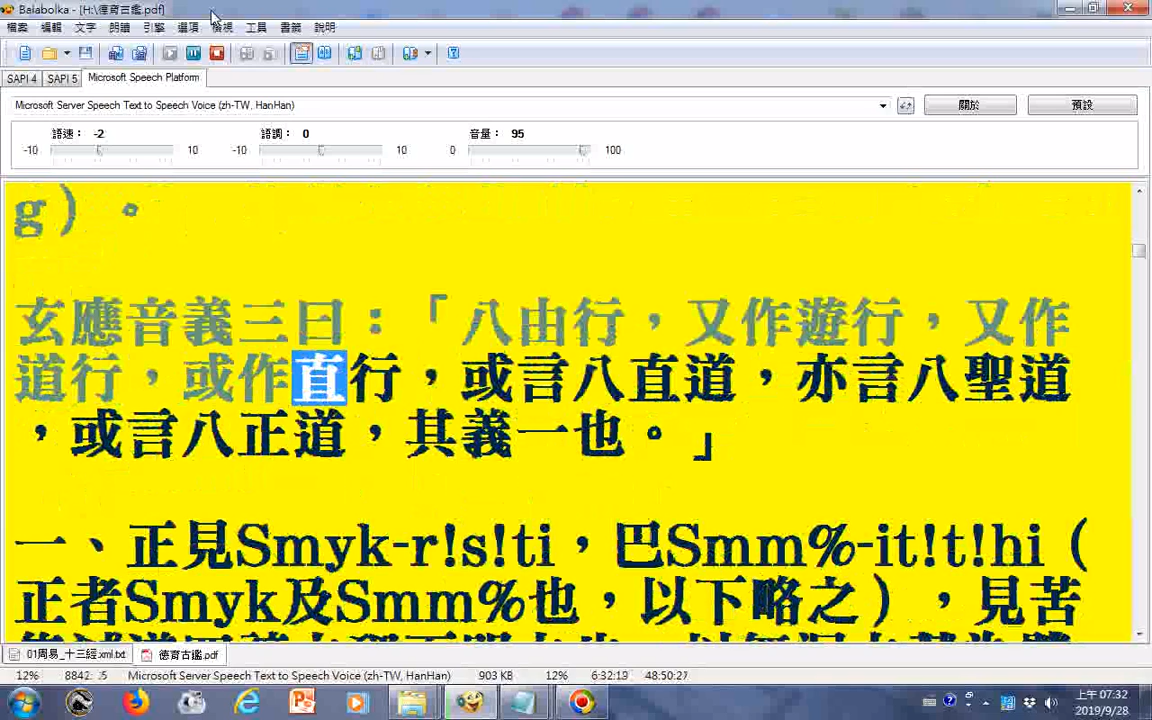 Balabolka - [H:\德育古鑑.pdf]
檔案 編輯 文字 朗讀 引擎 選項 檢視 工具 書籤 說明
SAPI 4 SAPI 5 Microsoft Speech Platform
Microsoft Server Speech Text to Speech Voice (zh-TW, HanHan) 關於 預設
語速： -2 語調： 0 音量： 95
-10 10 -10 10 0 100
g）。
玄應音義三曰：「八由行，又作遊行，又作
道行，或作直行，或言八直道，亦言八聖道
，或言八正道，其義一也。」
一、正見Smyk-r!s!ti，巴Smm%-it!t!hi（
正者Smyk及Smm%也，以下略之），見苦
01周易_十三經.xml.txt 德育古鑑.pdf
12% Microsoft Server Speech Text to Speech Voice (zh-TW, HanHan) 903 KB 12% 6:32:19 48:50:27
上午 07:32
2019/9/28